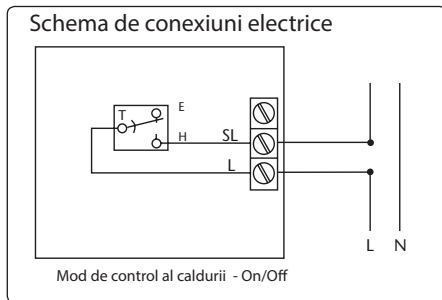 Schema de conexiuni electrice
T
E
H
SL
L
L N
Mod de control al caldurii - On/Off